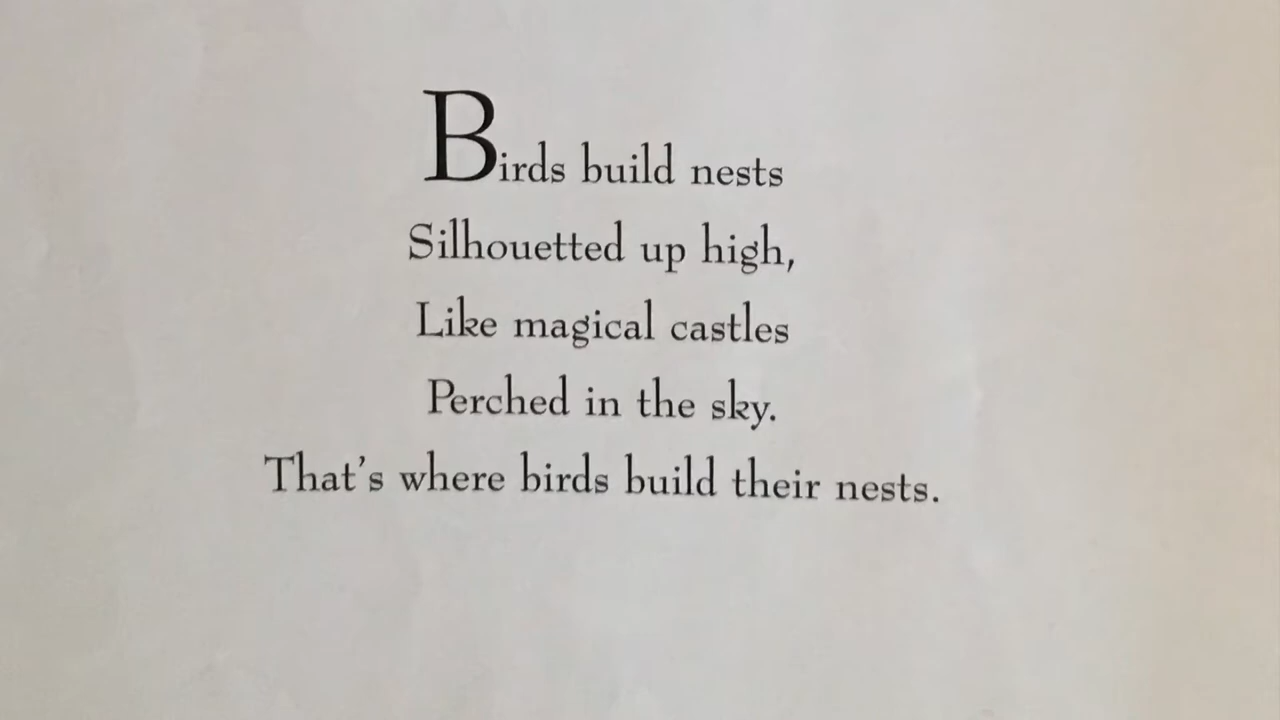 Birds build nests
Silhouetted up high,
Like magical castles
Perched in the sky.
That's where birds build their nests.